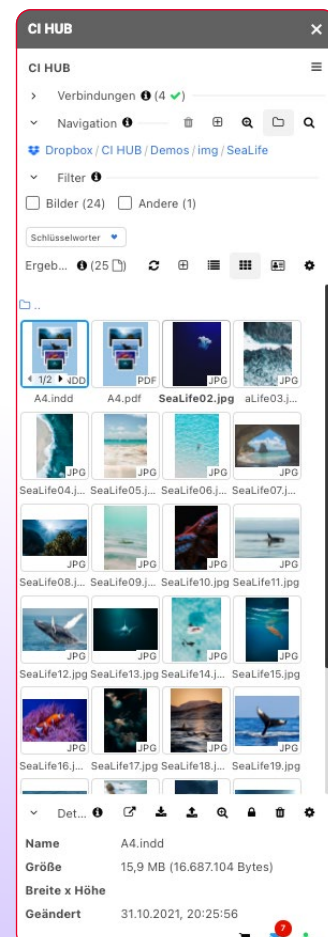 CI HUB
CI HUB
Verbindungen (4 ✓)
Navigation
Dropbox / CI HUB / Demos / img / SeaLife
Filter
Bilder (24) Andere (1)
Schlüsselworter
Ergeb... (25)
..
1/2 NDD PDF JPG JPG
A4.indd A4.pdf SeaLife02.jpg aLife03.j...
JPG JPG JPG JPG
SeaLife04.j... SeaLife05.j... SeaLife06.j... SeaLife07.j...
JPG JPG JPG JPG
SeaLife08.j... SeaLife09.j... SeaLife10.jpg SeaLife11.jpg
JPG JPG JPG JPG
SeaLife12.jpg SeaLife13.jpg SeaLife14.j... SeaLife15.jpg
JPG JPG JPG JPG
SeaLife16.j... SeaLife17.jpg SeaLife18.j... SeaLife19.jpg
Det...
Name A4.indd
Größe 15,9 MB (16.687.104 Bytes)
Breite x Höhe
Geändert 31.10.2021, 20:25:56
7